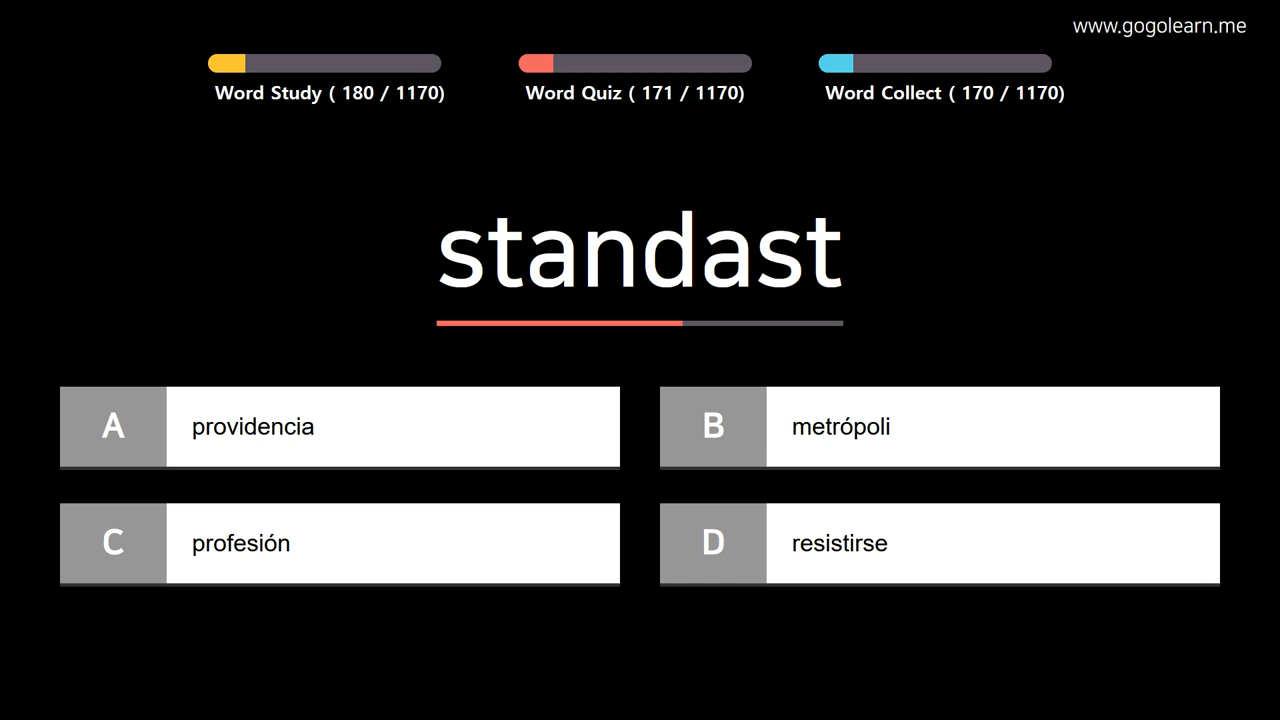 www.gogolearn.me
Word Study ( 180 / 1170)
Word Quiz ( 171 / 1170)
Word Collect ( 170 / 1170)
standast
A
providencia
B
metrópoli
C
profesión
D
resistirse